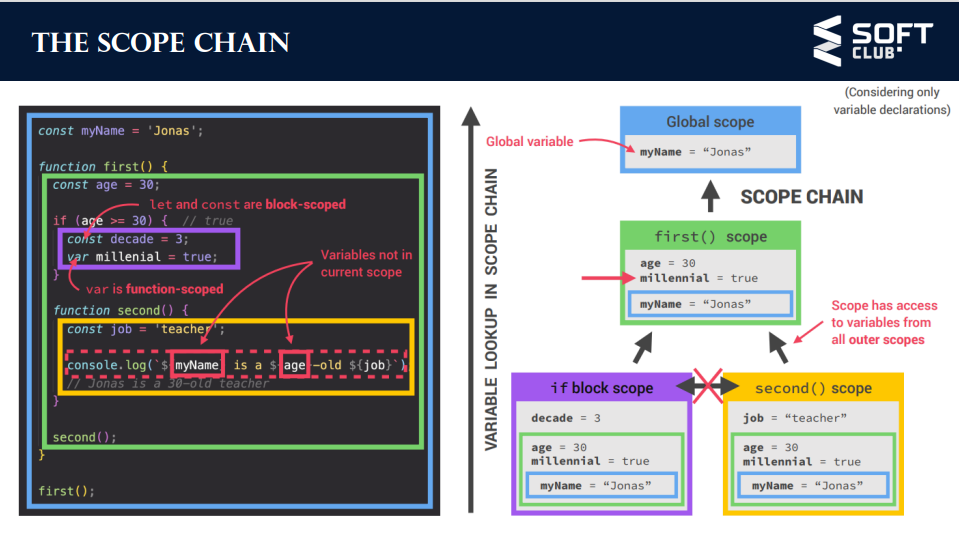 THE SCOPE CHAIN
SOFT
CLUB
(Considering only
variable declarations)
const myName = 'Jonas';
function first() {
const age = 30;
let and const are block-scoped
if (age >= 30) {  // true
const decade = 3;
var millenial = true;
}
var is function-scoped
Variables not in
current scope
function second() {
const job = 'teacher';
console.log(`${myName} is a ${age}-old ${job}`)
// Jonas is a 30-old teacher
}
second();
}
first();
VARIABLE LOOKUP IN SCOPE CHAIN
Global variable
Global scope
myName = “Jonas”
SCOPE CHAIN
first() scope
age = 30
millennial = true
myName = “Jonas”
Scope has access
to variables from
all outer scopes
if block scope
decade = 3
age = 30
millennial = true
myName = “Jonas”
second() scope
job = “teacher”
age = 30
millennial = true
myName = “Jonas”